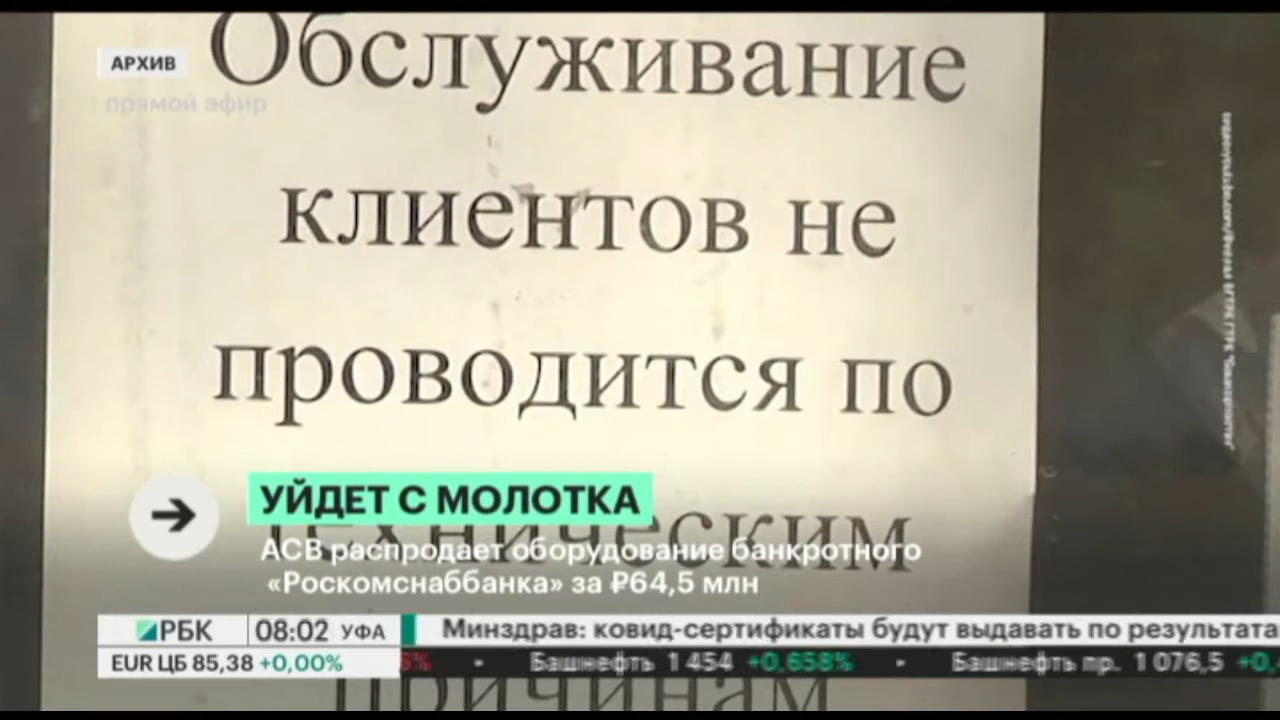 АРХИВ
прямой эфир
Обслуживание
клиентов не
проводится по
техническим
причинам
УЙДЕТ С МОЛОТКА
АСВ распродает оборудование банкротного
«Роскомснаббанка» за ₽64,5 млн
РБК 08:02 УФА
Минздрав: ковид-сертификаты будут выдавать по результата
EUR ЦБ 85,38 +0,00%
Башнефть 1 454 +0,658% - Башнефть пр. 1 076,5